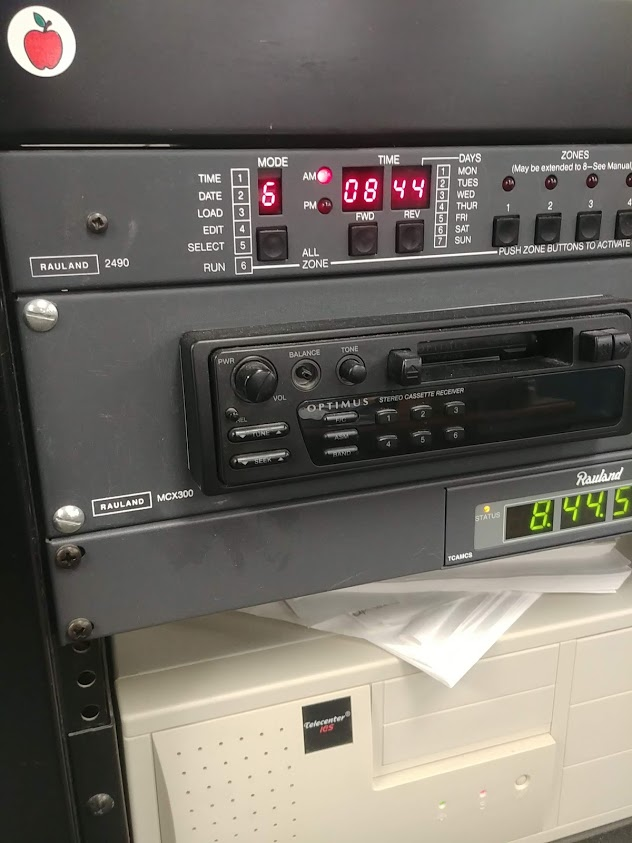 MODE
TIME
DAYS
ZONES
(May be extended to 8—See Manual
TIME 1
DATE 2
LOAD 3
EDIT 4
SELECT 5
RUN 6
6
AM
PM
08 44
FWD REV
1 MON
2 TUES
3 WED
4 THUR
5 FRI
6 SAT
7 SUN
1 2 3 4
ALL
ZONE
PUSH ZONE BUTTONS TO ACTIVATE
RAULAND 2490
PWR
BALANCE
TONE
VOL
OPTIMUS STEREO CASSETTE RECEIVER
1 2 3
4 5 6
TUNE
SEEK
ASM
BAND
RAULAND MCX300
Rauland
STATUS
8.44.5
TCAMCS
Telecenter®
ICS